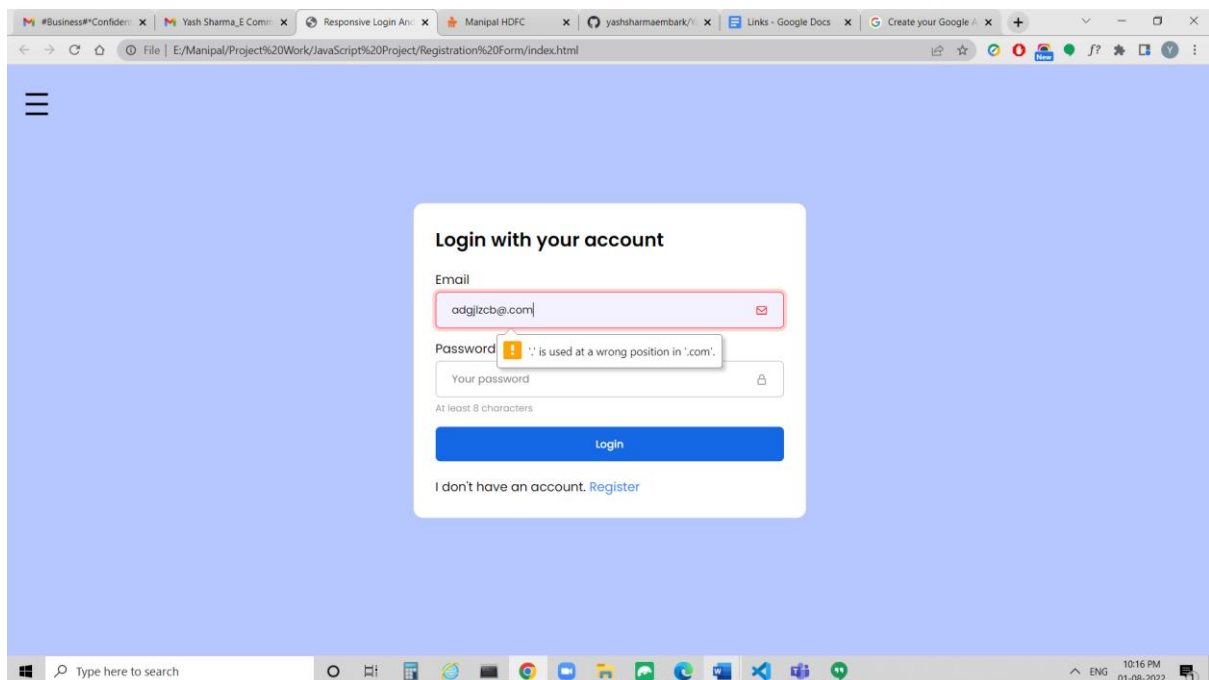 #Business#*Confiden Yash Sharma_E Comm Responsive Login And Manipal HDFC yashsharmaembark/ Links - Google Docs Create your Google A
File | E:/Manipal/Project%20Work/JavaScript%20Project/Registration%20Form/index.html New f? Y
Login with your account
Email
adgjlzcb@.com
Password ! '.' is used at a wrong position in '.com'.
Your password
At least 8 characters
Login
I don't have an account. Register
Type here to search ENG 10:16 PM
01-08-2022